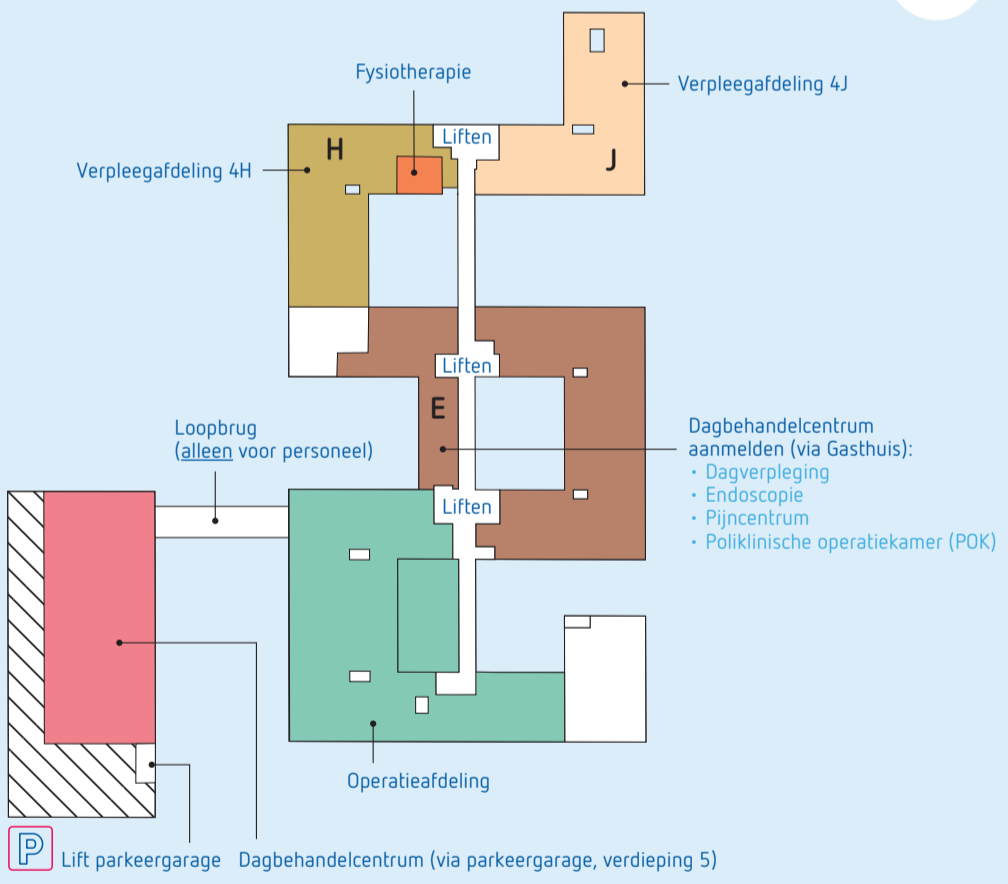 Fysiotherapie
Verpleegafdeling 4J
Liften
H
J
Verpleegafdeling 4H
Liften
E
Loopbrug
(alleen voor personeel)
Dagbehandelcentrum
aanmelden (via Gasthuis):
• Dagverpleging
• Endoscopie
• Pijncentrum
• Poliklinische operatiekamer (POK)
Liften
Operatieafdeling
P
Lift parkeergarage
Dagbehandelcentrum (via parkeergarage, verdieping 5)